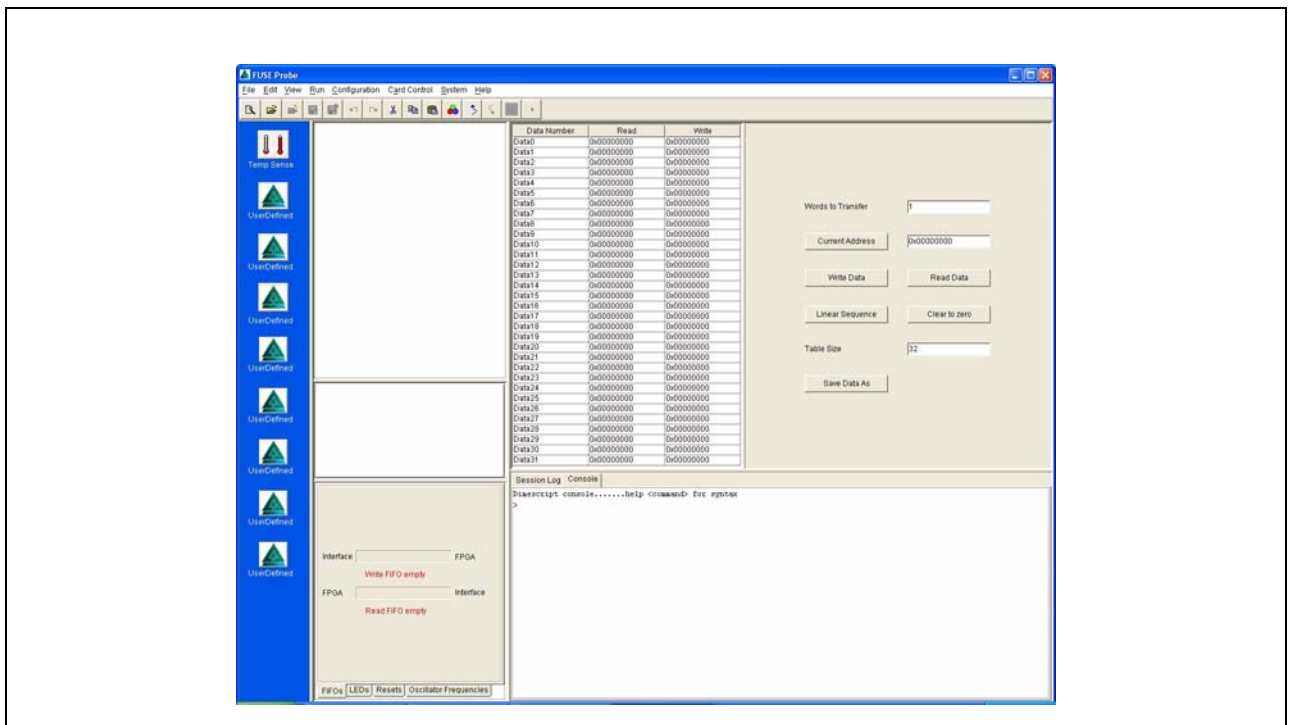 FUSE Probe
File Edit View Run Configuration Card Control System Help
Temp Sense
UserDefined
UserDefined
UserDefined
UserDefined
UserDefined
UserDefined
UserDefined
UserDefined
Data Number Read Write
Data0 0x00000000 0x00000000
Data1 0x00000000 0x00000000
Data2 0x00000000 0x00000000
Data3 0x00000000 0x00000000
Data4 0x00000000 0x00000000
Data5 0x00000000 0x00000000
Data6 0x00000000 0x00000000
Data7 0x00000000 0x00000000
Data8 0x00000000 0x00000000
Data9 0x00000000 0x00000000
Data10 0x00000000 0x00000000
Data11 0x00000000 0x00000000
Data12 0x00000000 0x00000000
Data13 0x00000000 0x00000000
Data14 0x00000000 0x00000000
Data15 0x00000000 0x00000000
Data16 0x00000000 0x00000000
Data17 0x00000000 0x00000000
Data18 0x00000000 0x00000000
Data19 0x00000000 0x00000000
Data20 0x00000000 0x00000000
Data21 0x00000000 0x00000000
Data22 0x00000000 0x00000000
Data23 0x00000000 0x00000000
Data24 0x00000000 0x00000000
Data25 0x00000000 0x00000000
Data26 0x00000000 0x00000000
Data27 0x00000000 0x00000000
Data28 0x00000000 0x00000000
Data29 0x00000000 0x00000000
Data30 0x00000000 0x00000000
Data31 0x00000000 0x00000000
Words to Transfer 1
Current Address 0x00000000
Write Data Read Data
Linear Sequence Clear to zero
Table Size 32
Save Data As
Session Log Console
Dimescript console.......help <command> for syntax
>
Interface FPGA
Write FIFO empty
FPGA Interface
Read FIFO empty
FIFOs LEDs Resets Oscillator Frequencies